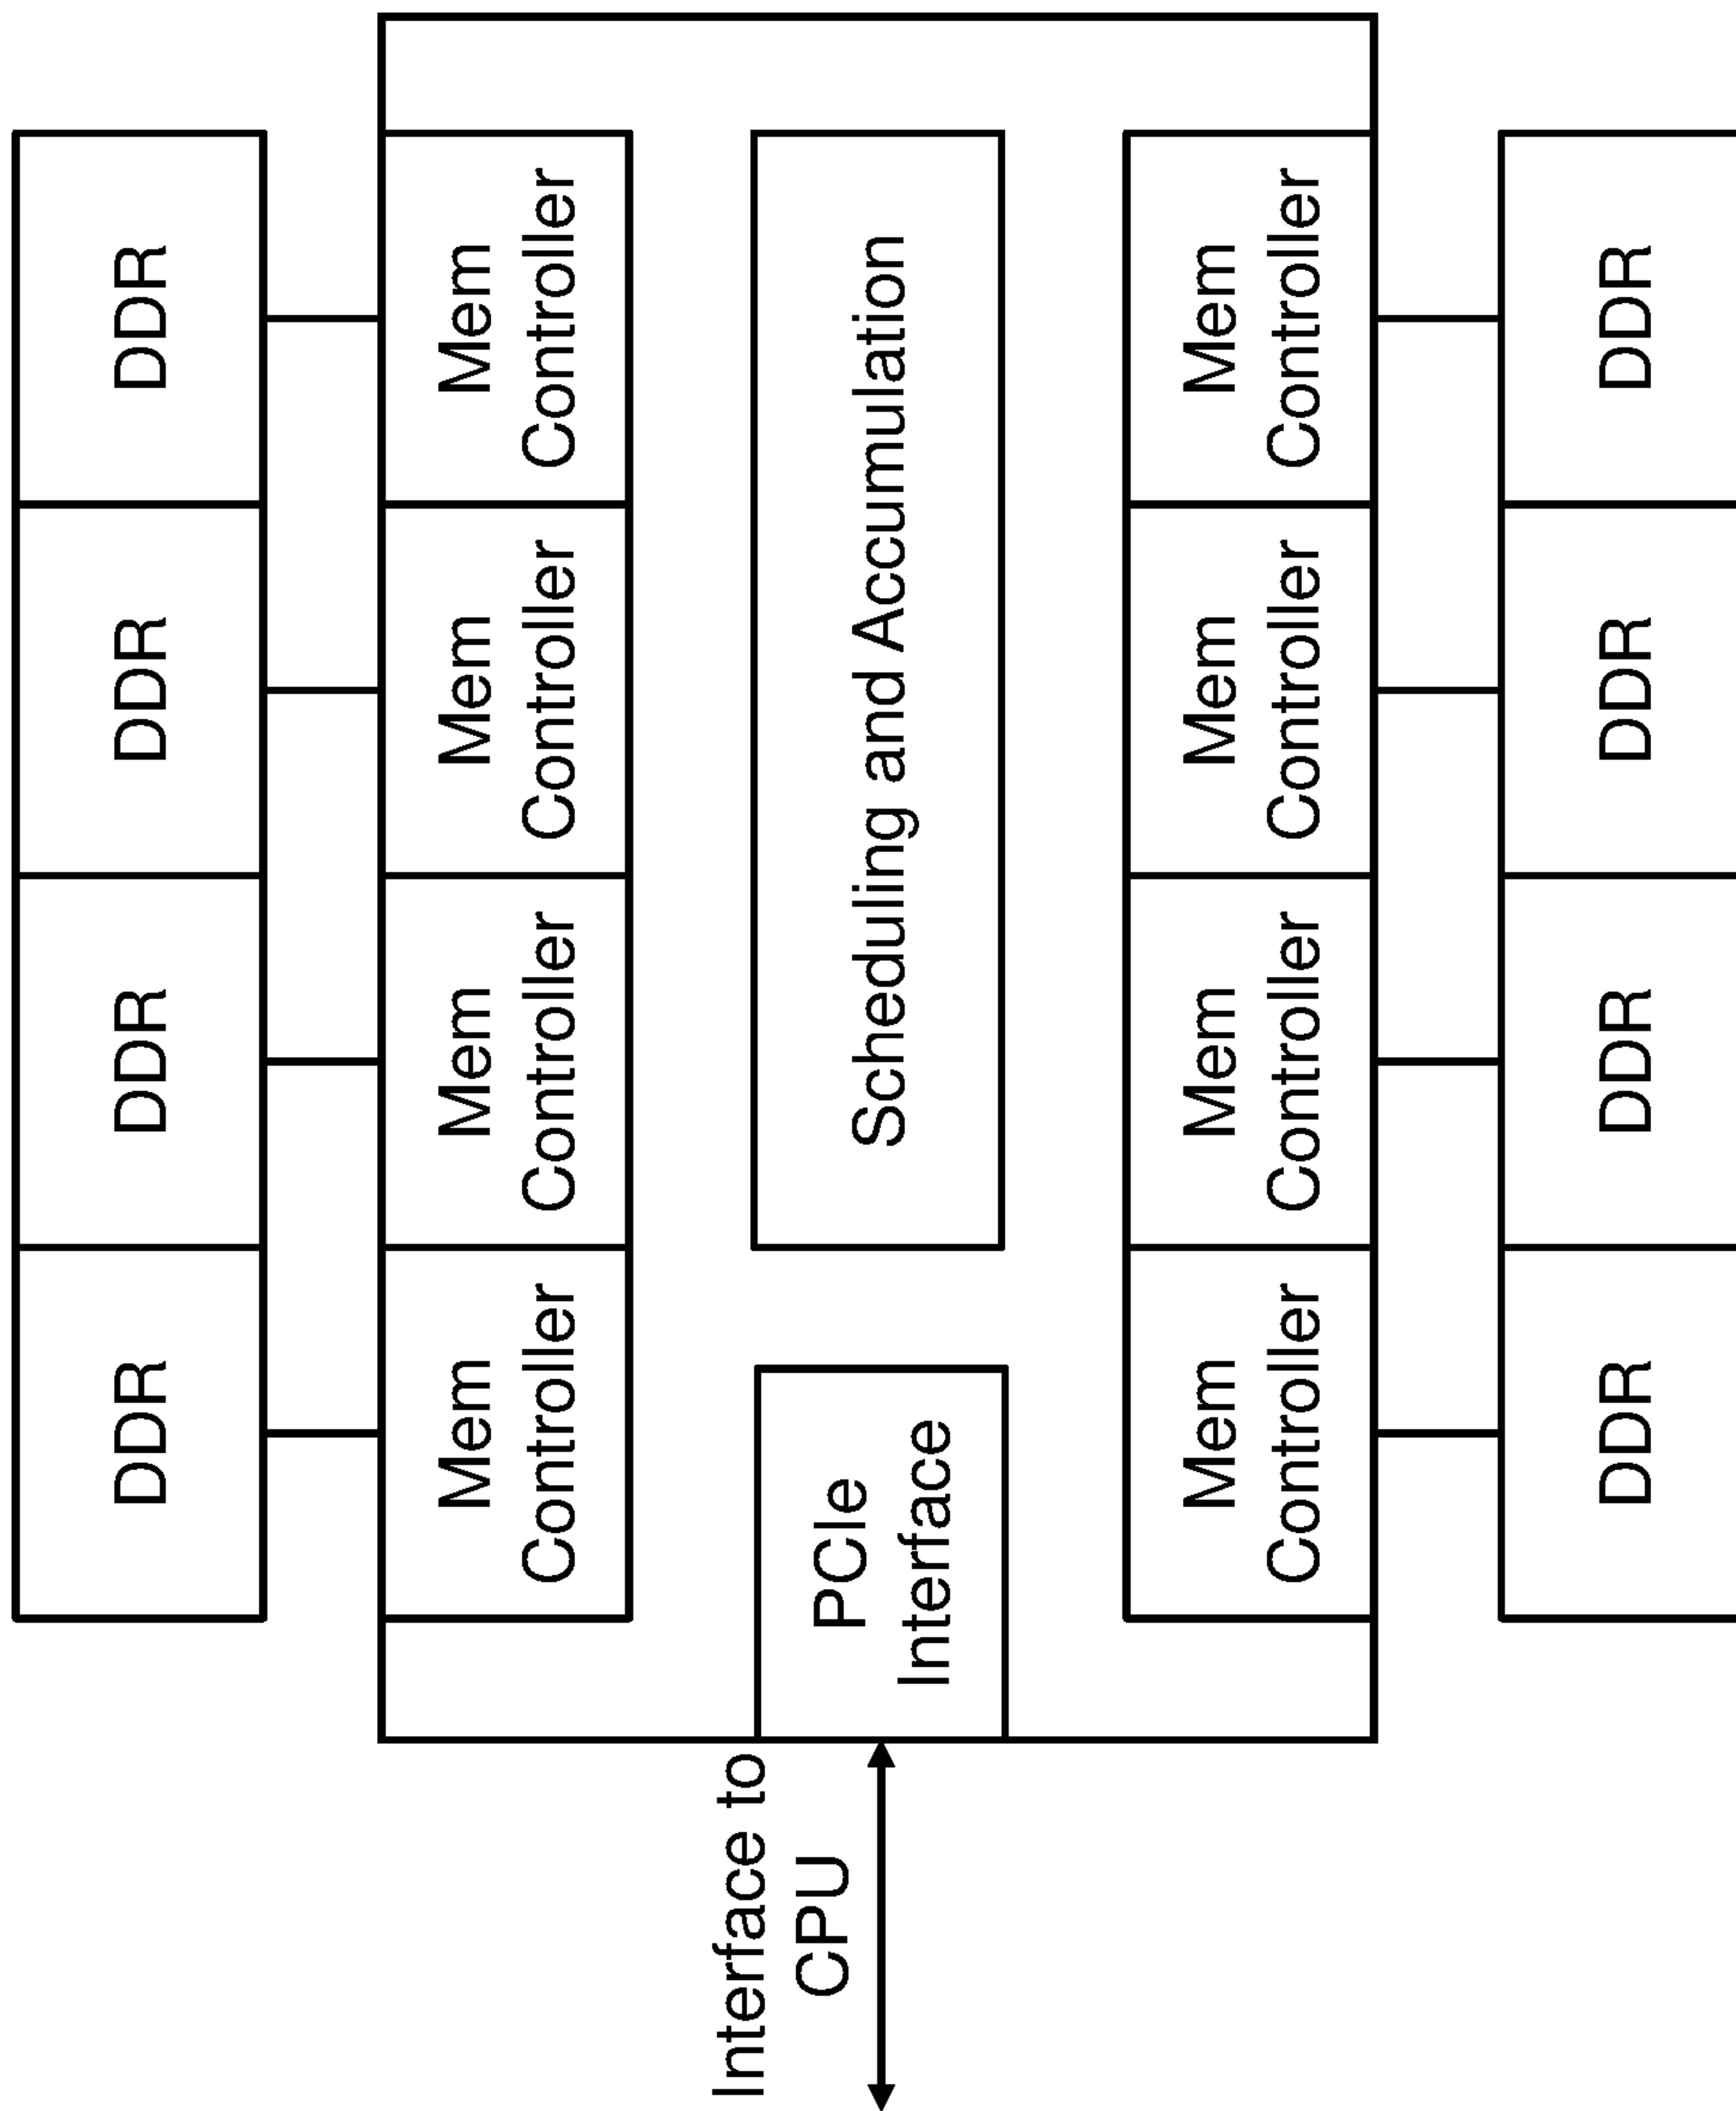 DDR
DDR
DDR
DDR
Mem
Controller
Mem
Controller
Mem
Controller
Mem
Controller
Interface to
CPU
PCIe
Interface
Scheduling and Accumulation
Mem
Controller
Mem
Controller
Mem
Controller
Mem
Controller
DDR
DDR
DDR
DDR